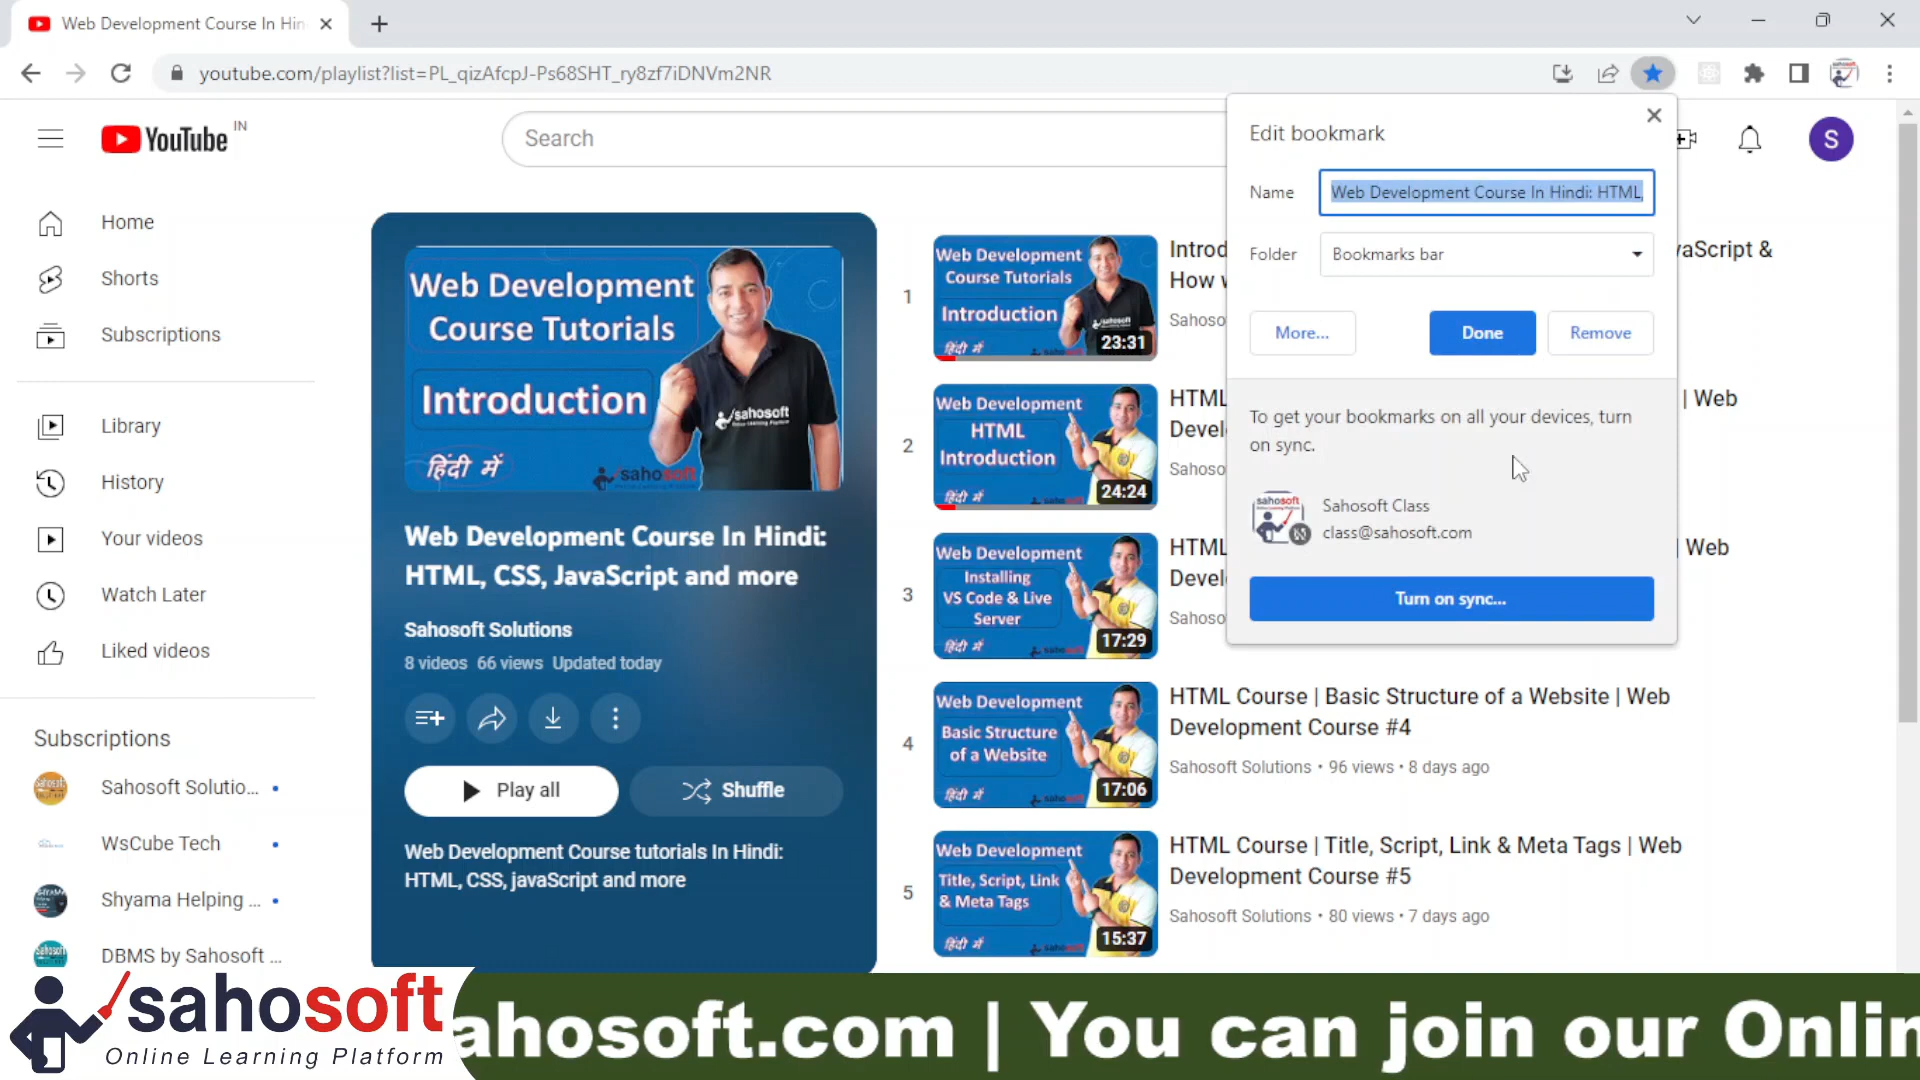 Web Development Course In Hin
youtube.com/playlist?list=PL_qizAfcpJ-Ps68SHT_ry8zf7iDNVm2NR
YouTube IN
Search
S
Edit bookmark
Name
Web Development Course In Hindi: HTML,
Folder
Bookmarks bar
More...
Done
Remove
To get your bookmarks on all your devices, turn
on sync.
Sahosoft Class
class@sahosoft.com
Turn on sync...
Home
Shorts
Subscriptions
Library
History
Your videos
Watch Later
Liked videos
Subscriptions
Sahosoft Solutio...
WsCube Tech
Shyama Helping ...
DBMS by Sahosoft ...
Web Development
Course Tutorials
Introduction
हिंदी में
sahosoft
sahosoft
Web Development Course In Hindi:
HTML, CSS, JavaScript and more
Sahosoft Solutions
8 videos 66 views Updated today
Play all
Shuffle
Web Development Course tutorials In Hindi:
HTML, CSS, javaScript and more
1
Web Development
Course Tutorials
Introduction
हिंदी में
23:31
Introd
vaScript &
How w
Sahoso
2
Web Development
HTML
Introduction
हिंदी में
24:24
HTML
| Web
Devel
Sahoso
3
Web Development
Installing
VS Code & Live
Server
हिंदी में
17:29
HTML
| Web
Devel
Sahoso
4
Web Development
Basic Structure
of a Website
हिंदी में
17:06
HTML Course | Basic Structure of a Website | Web
Development Course #4
Sahosoft Solutions • 96 views • 8 days ago
5
Web Development
Title, Script, Link
& Meta Tags
हिंदी में
15:37
HTML Course | Title, Script, Link & Meta Tags | Web
Development Course #5
Sahosoft Solutions • 80 views • 7 days ago
sahosoft
Online Learning Platform
ahosoft.com | You can join our Onlin